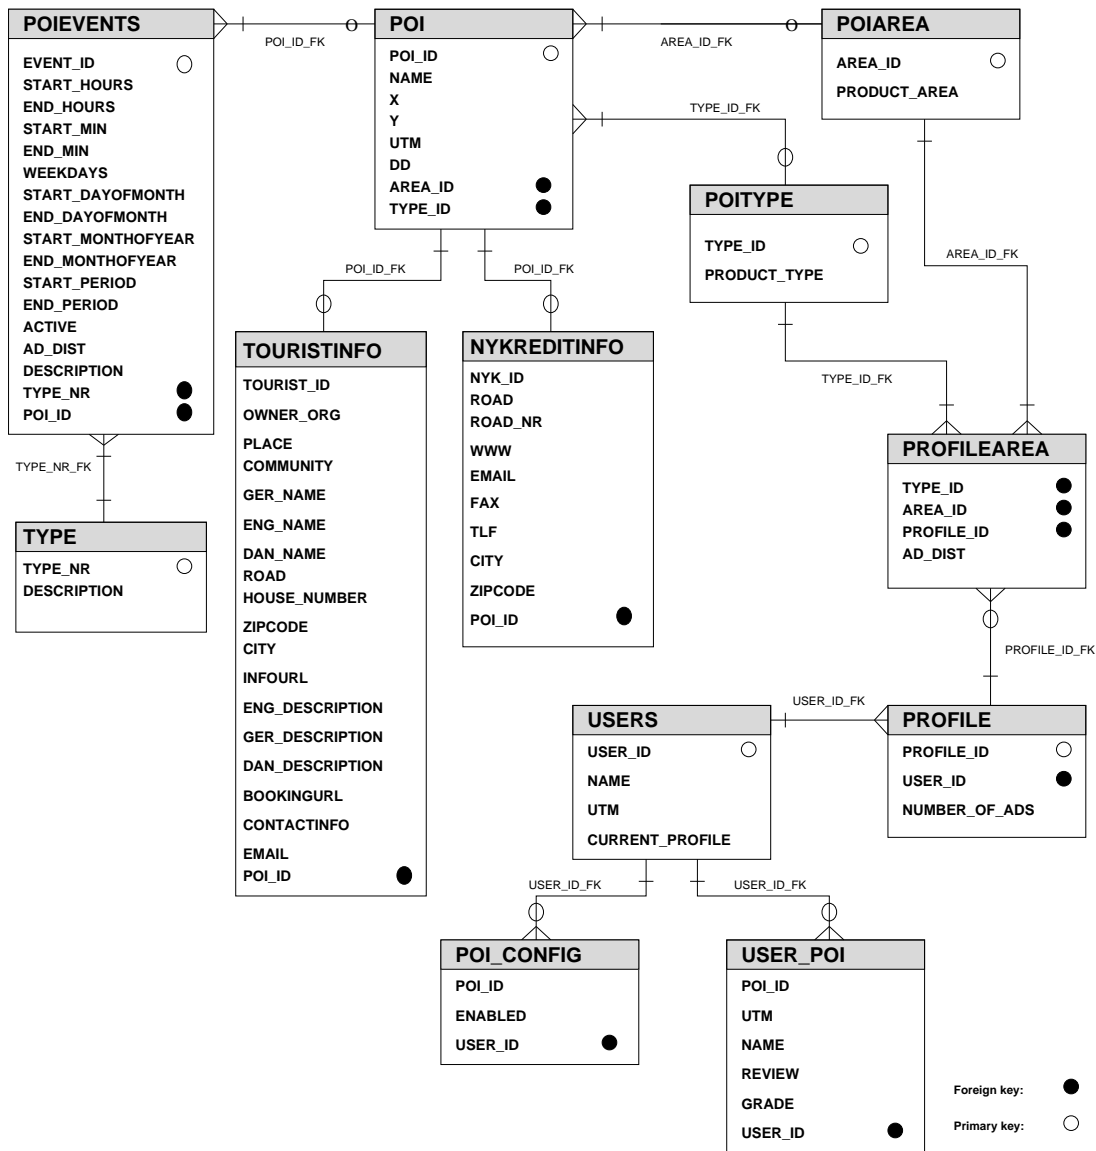 POIEVENTS
EVENT_ID
START_HOURS
END_HOURS
START_MIN
END_MIN
WEEKDAYS
START_DAYOFMONTH
END_DAYOFMONTH
START_MONTHOFYEAR
END_MONTHOFYEAR
START_PERIOD
END_PERIOD
ACTIVE
AD_DIST
DESCRIPTION
TYPE_NR
POI_ID
POI_ID_FK
POI
POI_ID
NAME
X
Y
UTM
DD
AREA_ID
TYPE_ID
AREA_ID_FK
POIAREA
AREA_ID
PRODUCT_AREA
TYPE_ID_FK
POITYPE
TYPE_ID
PRODUCT_TYPE
AREA_ID_FK
POI_ID_FK
POI_ID_FK
TOURISTINFO
TOURIST_ID
OWNER_ORG
PLACE
COMMUNITY
GER_NAME
ENG_NAME
DAN_NAME
ROAD
HOUSE_NUMBER
ZIPCODE
CITY
INFOURL
ENG_DESCRIPTION
GER_DESCRIPTION
DAN_DESCRIPTION
BOOKINGURL
CONTACTINFO
EMAIL
POI_ID
NYKREDITINFO
NYK_ID
ROAD
ROAD_NR
WWW
EMAIL
FAX
TLF
CITY
ZIPCODE
POI_ID
TYPE_ID_FK
PROFILEAREA
TYPE_ID
AREA_ID
PROFILE_ID
AD_DIST
TYPE_NR_FK
TYPE
TYPE_NR
DESCRIPTION
PROFILE_ID_FK
USERS
USER_ID
NAME
UTM
CURRENT_PROFILE
USER_ID_FK
PROFILE
PROFILE_ID
USER_ID
NUMBER_OF_ADS
USER_ID_FK
USER_ID_FK
POI_CONFIG
POI_ID
ENABLED
USER_ID
USER_POI
POI_ID
UTM
NAME
REVIEW
GRADE
USER_ID
Foreign key:
Primary key: